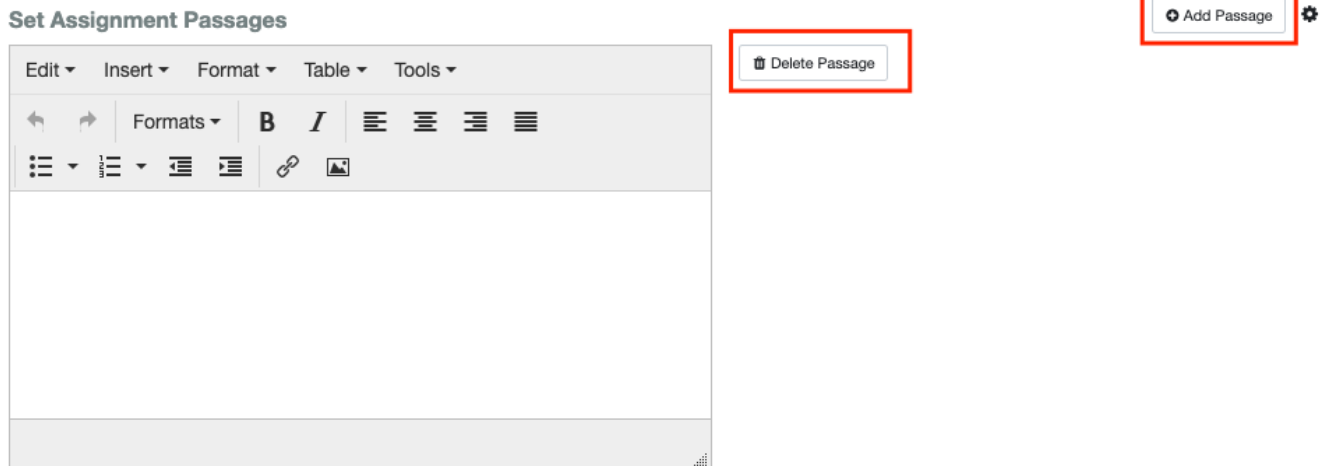 Set Assignment Passages
Add Passage
Edit Insert Format Table Tools
Delete Passage
Formats B I